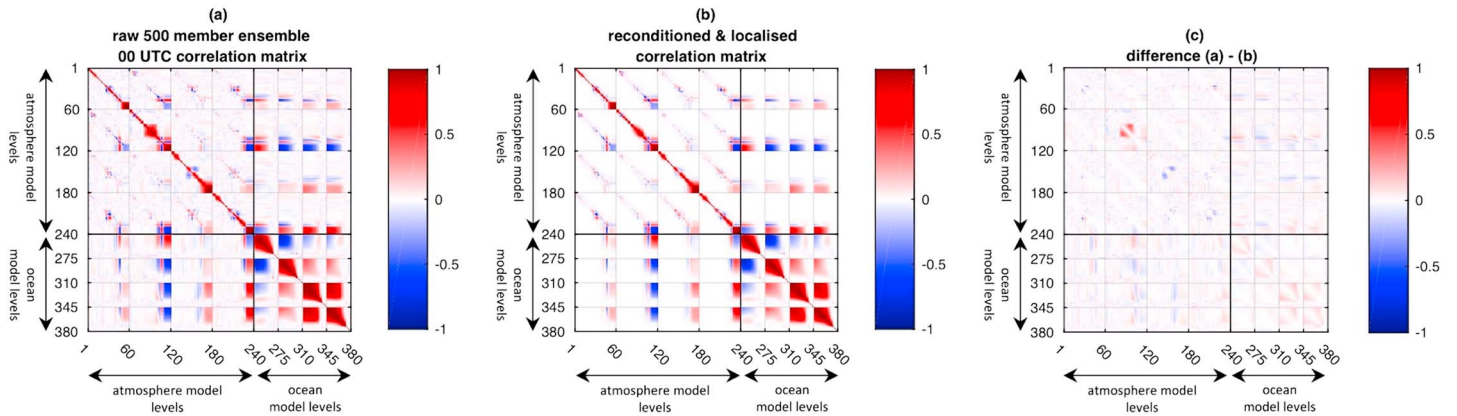 (a)
raw 500 member ensemble
00 UTC correlation matrix
1
60
120
180
240
275
310
345
380
atmosphere model
levels
ocean
model levels
1
60
120
180
240
275
310
345
380
atmosphere model
levels
ocean
model levels
1
0.5
0
-0.5
-1
(b)
reconditioned & localised
correlation matrix
1
60
120
180
240
275
310
345
380
atmosphere model
levels
ocean
model levels
1
60
120
180
240
275
310
345
380
atmosphere model
levels
ocean
model levels
1
0.5
0
-0.5
-1
(c)
difference (a) - (b)
1
60
120
180
240
275
310
345
380
atmosphere model
levels
ocean
model levels
1
60
120
180
240
275
310
345
380
atmosphere model
levels
ocean
model levels
1
0.5
0
-0.5
-1